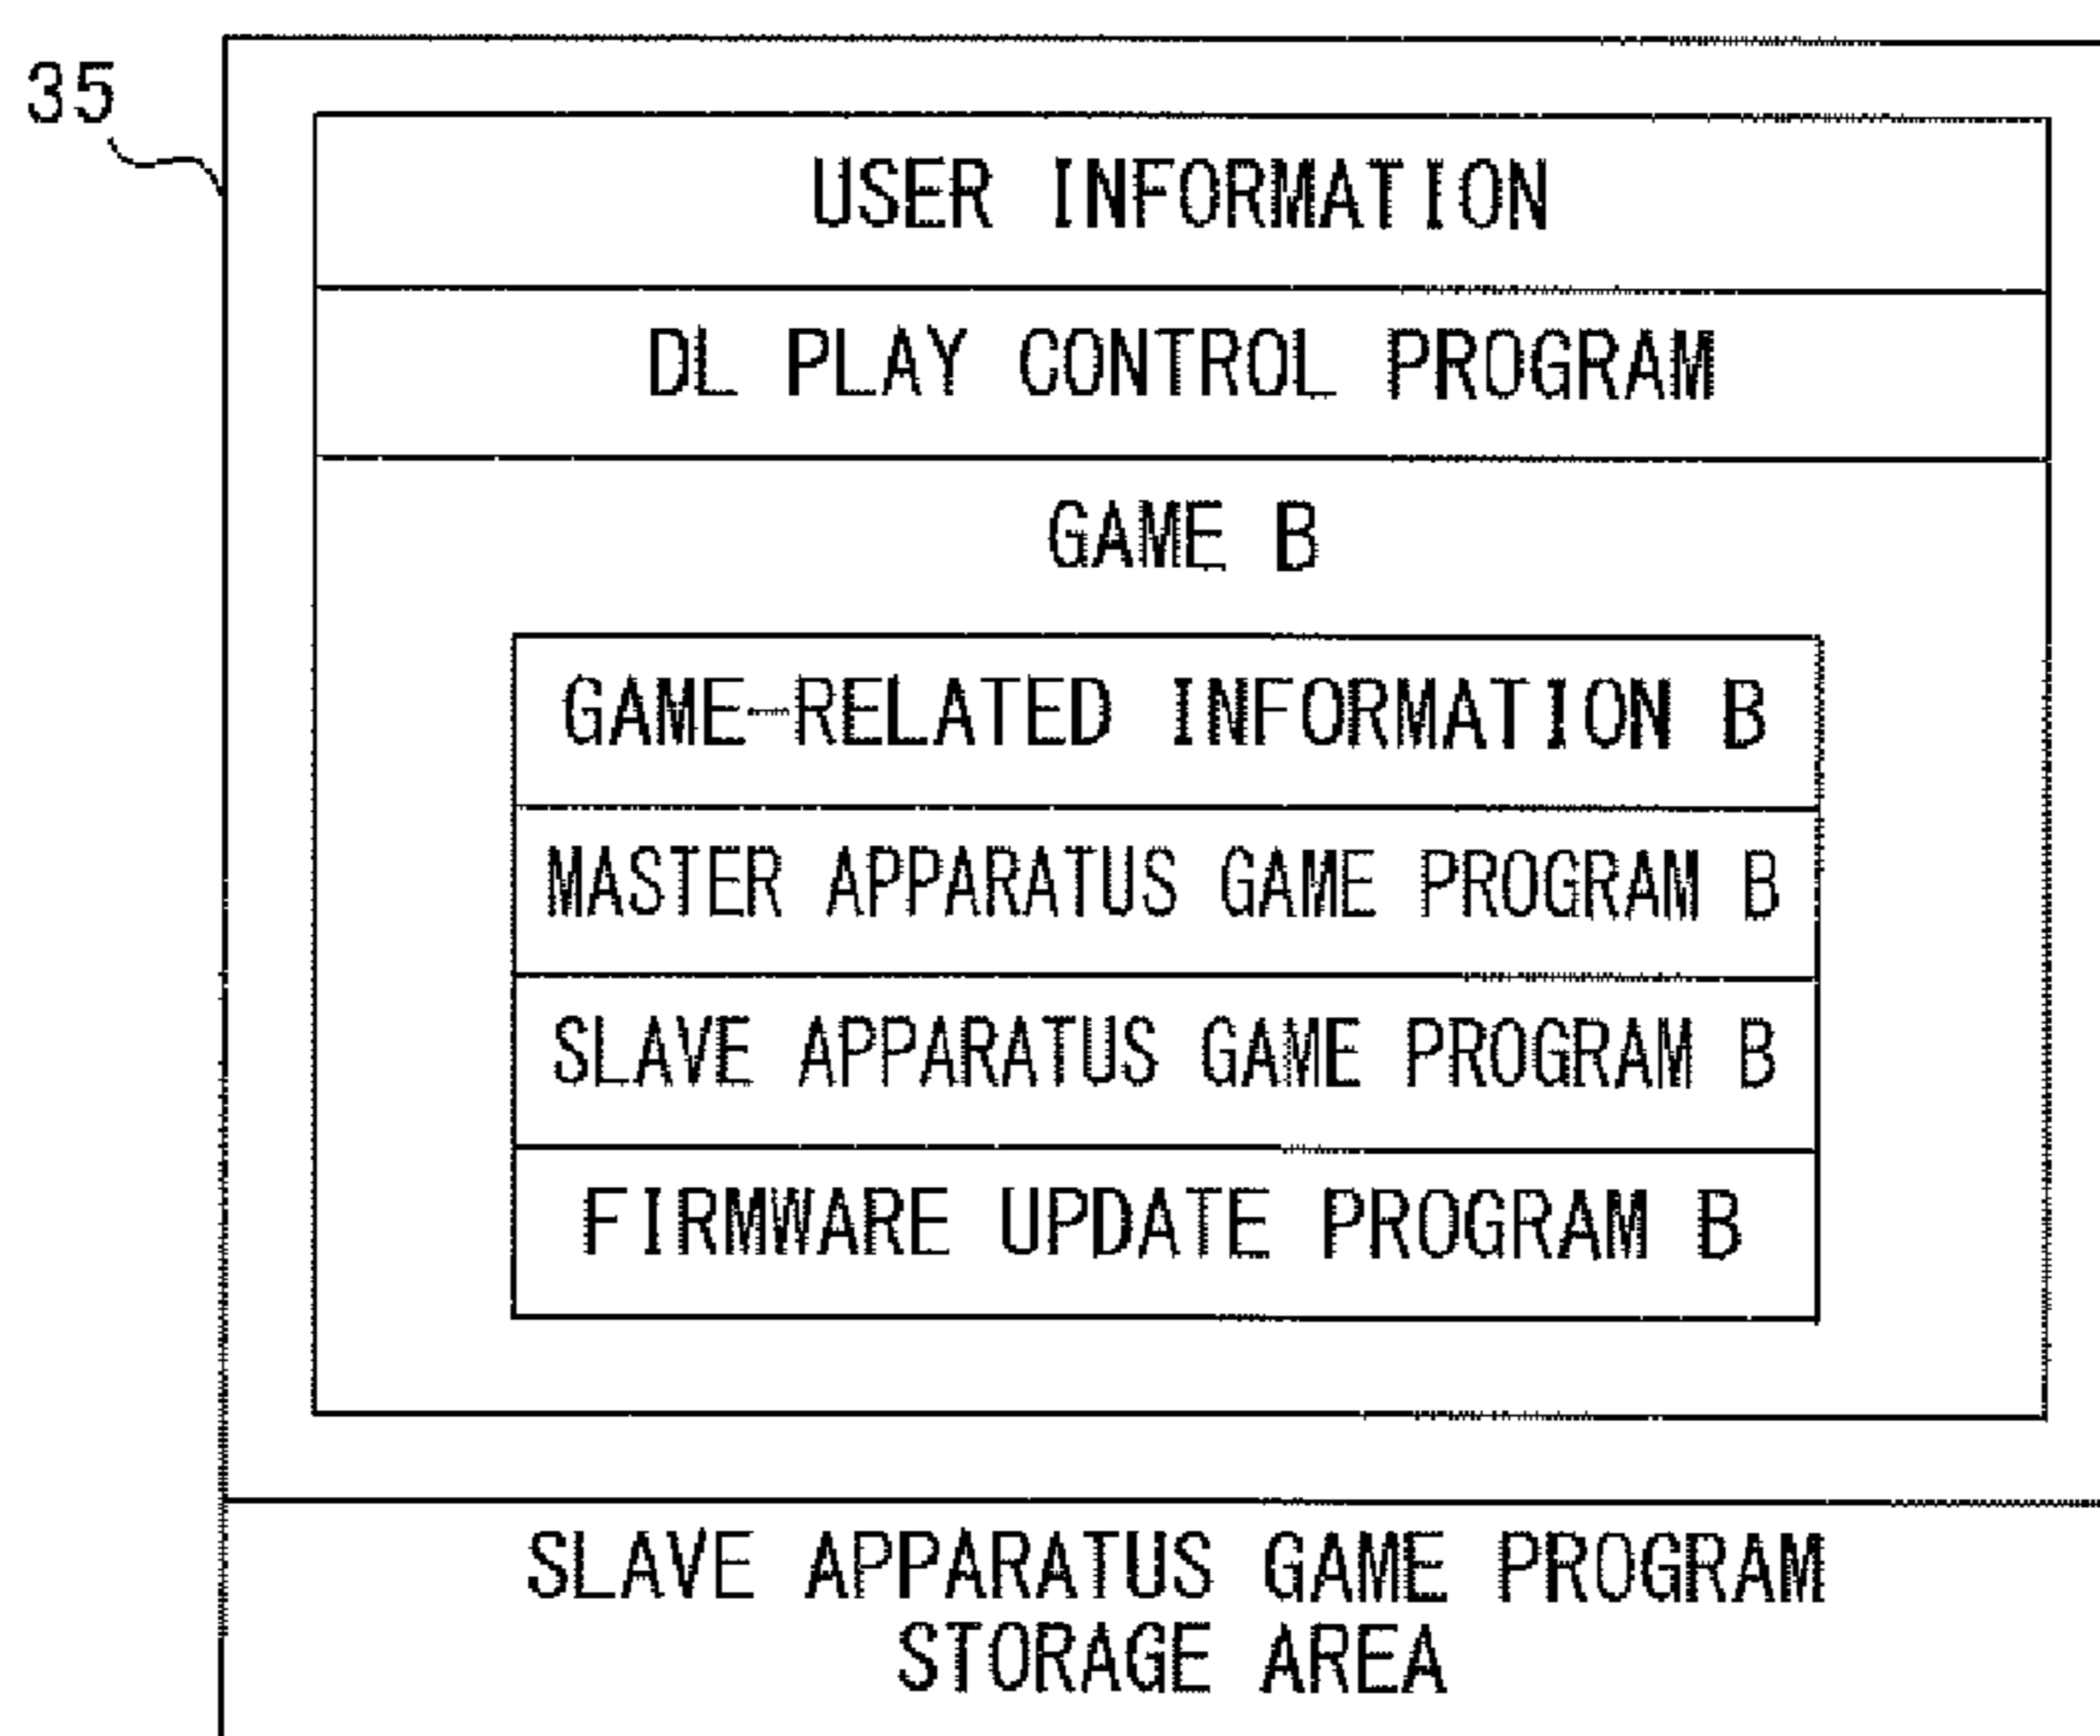 35
USER INFORMATION
DL PLAY CONTROL PROGRAM
GAME B
GAME-RELATED INFORMATION B
MASTER APPARATUS GAME PROGRAM B
SLAVE APPARATUS GAME PROGRAM B
FIRMWARE UPDATE PROGRAM B
SLAVE APPARATUS GAME PROGRAM
STORAGE AREA